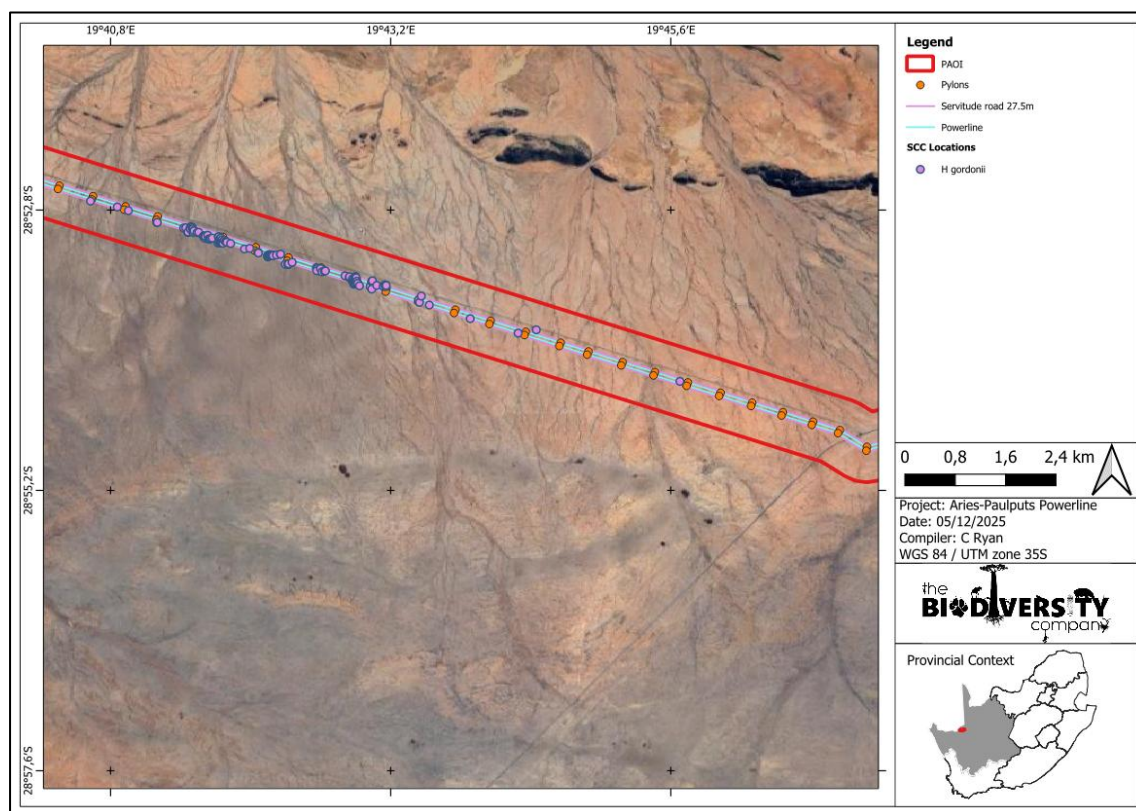 19°40,8'E
19°43,2'E
19°45,6'E
28°52,8'S
28°55,2'S
28°57,6'S
Legend
PAOI
Pylons
Servitude road 27.5m
Powerline
SCC Locations
H gordonii
0 0,8 1,6 2,4 km
Project: Aries-Paulputs Powerline
Date: 05/12/2025
Compiler: C Ryan
WGS 84 / UTM zone 35S
the
BIODIVERSITY
company
Provincial Context